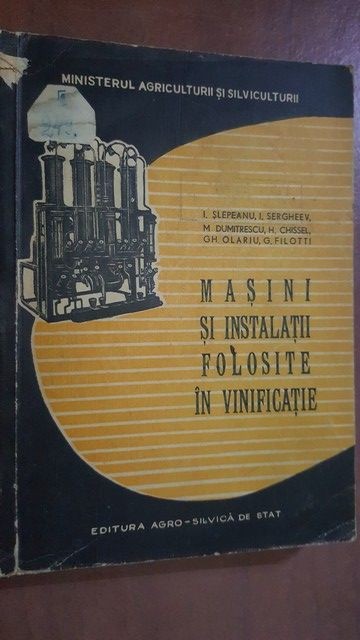 MINISTERUL AGRICULTURII ȘI SILVICULTURII
I. ȘLEPEANU, I. SERGHEEV,
M. DUMITRESCU, H. CHISSEL,
GH. OLARIU, G. FILOTTI
MAȘINI
ȘI INSTALAȚII
FOLOSITE
ÎN VINIFICAȚIE
EDITURA AGRO-SILVICĂ DE STAT